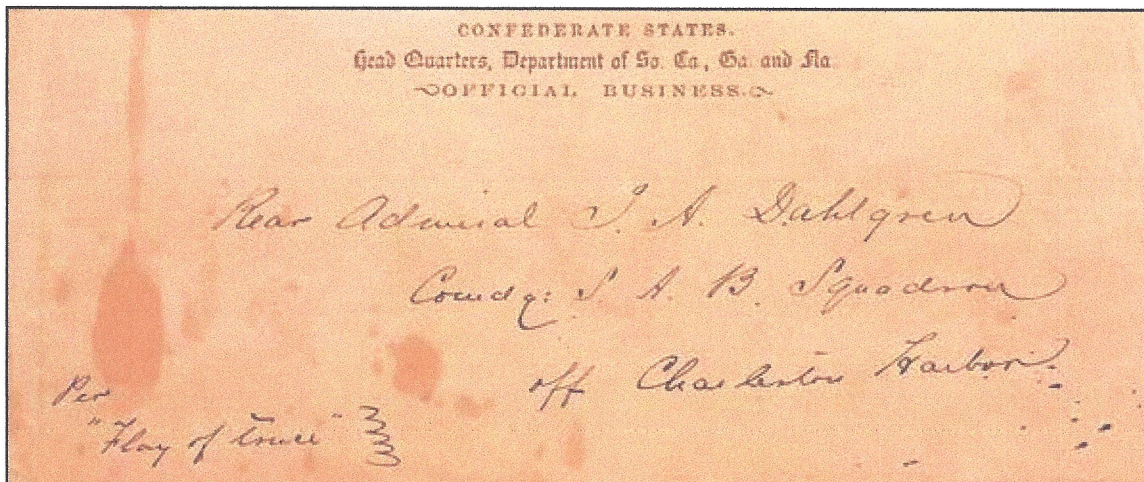 CONFEDERATE STATES.
Head Quarters, Department of So. Ca., Ga. and Fla
OFFICIAL BUSINESS.
Rear Admiral J. A. Dahlgren
Comdg: S. A. B. Squadron
off Charleston Harbor.
Per
"Flag of truce"